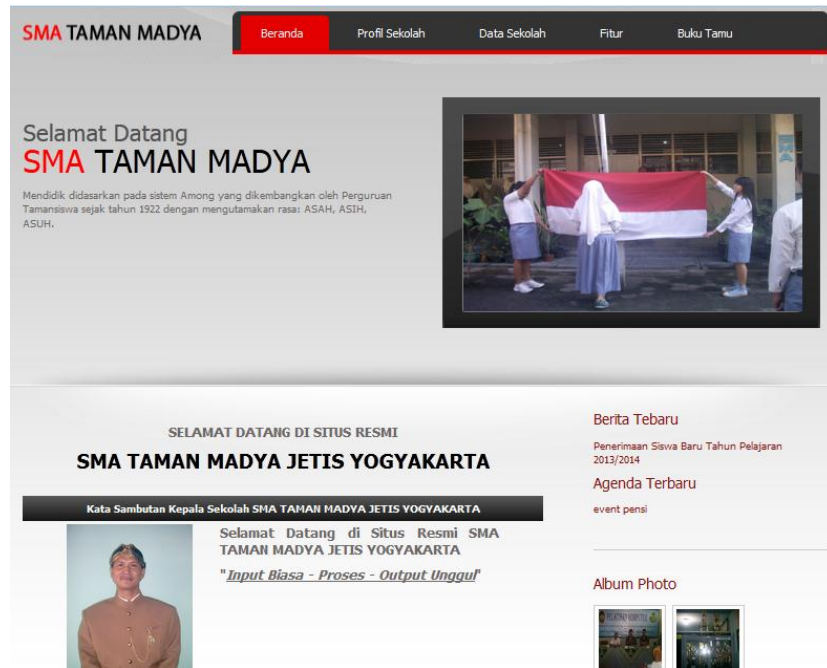 SMA TAMAN MADYA
Beranda
Profil Sekolah
Data Sekolah
Fitur
Buku Tamu
Selamat Datang
SMA TAMAN MADYA
Mendidik didasarkan pada sistem Among yang dikembangkan oleh Perguruan
Tamansiswa sejak tahun 1922 dengan mengutamakan rasa: ASAH, ASIH,
ASUH.
SELAMAT DATANG DI SITUS RESMI
SMA TAMAN MADYA JETIS YOGYAKARTA
Kata Sambutan Kepala Sekolah SMA TAMAN MADYA JETIS YOGYAKARTA
Selamat Datang di Situs Resmi SMA
TAMAN MADYA JETIS YOGYAKARTA
"Input Biasa - Proses - Output Unggul"
Berita Tebaru
Penerimaan Siswa Baru Tahun Pelajaran
2013/2014
Agenda Terbaru
event pensi
Album Photo